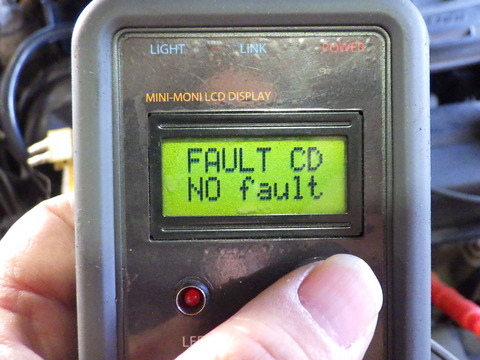 LIGHT LINK POWER
MINI-MONI LCD DISPLAY
FAULT CD
NO fault